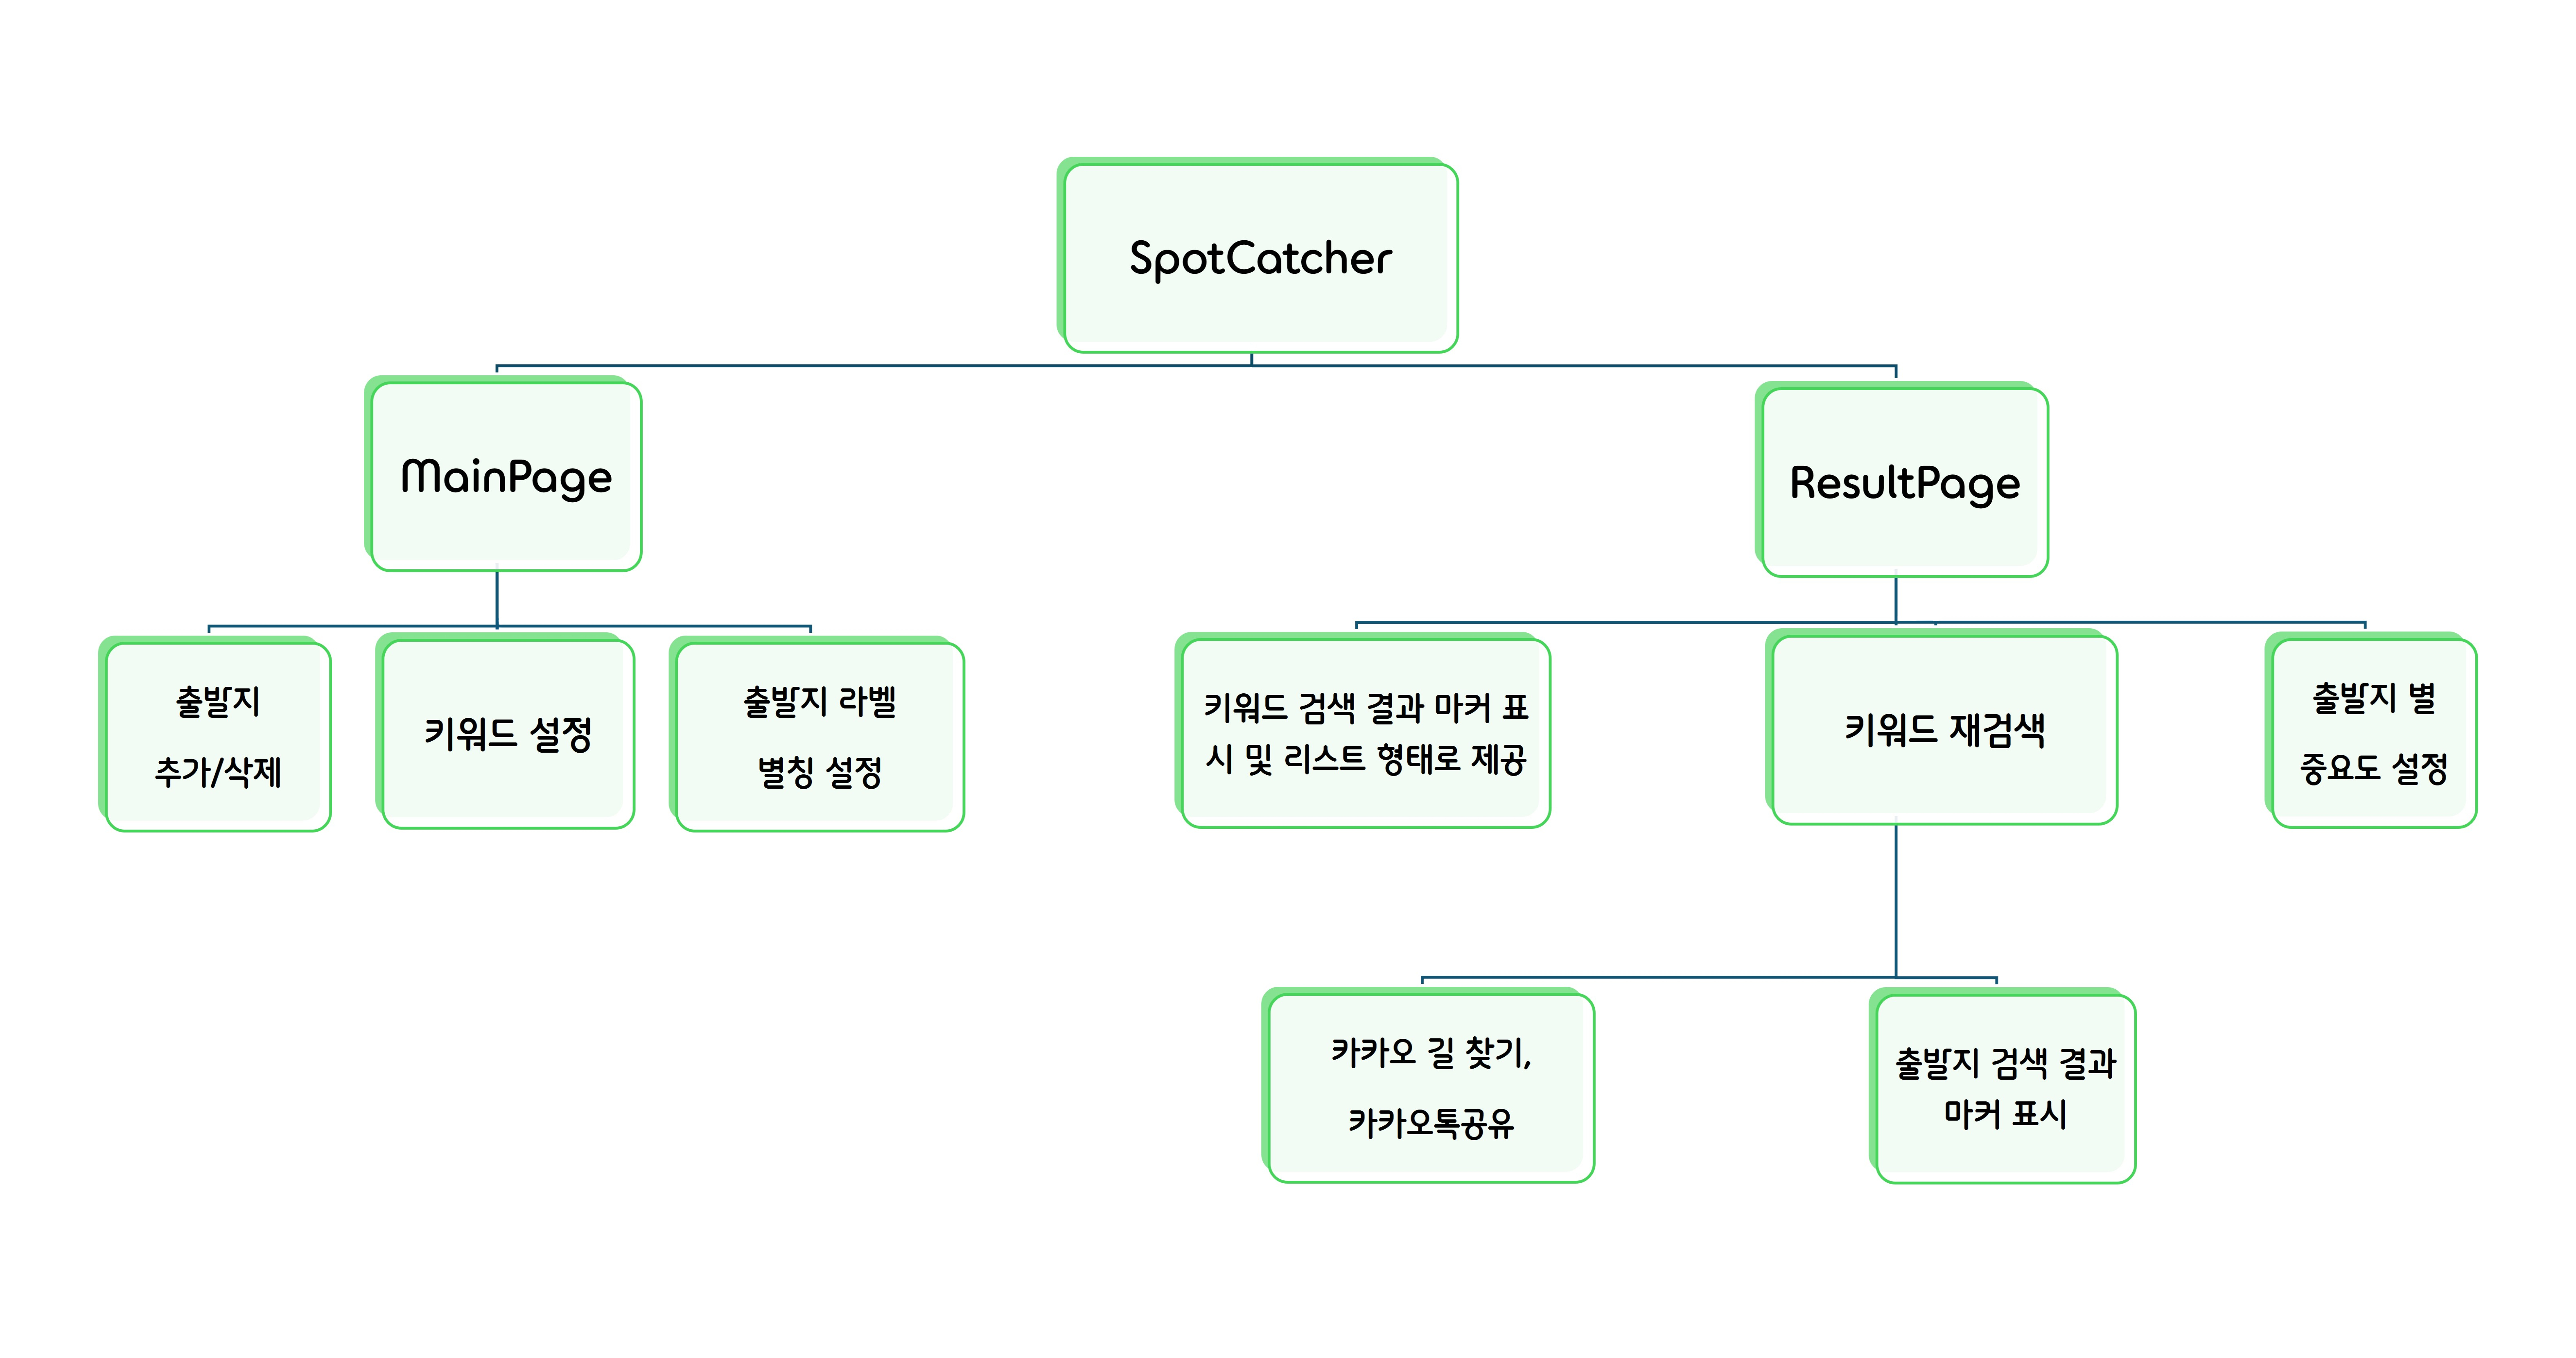 SpotCatcher
MainPage
ResultPage
출발지
추가/삭제
키워드 설정
출발지 라벨
별칭 설정
키워드 검색 결과 마커 표
시 및 리스트 형태로 제공
키워드 재검색
출발지 별
중요도 설정
카카오 길 찾기,
카카오톡공유
출발지 검색 결과
마커 표시